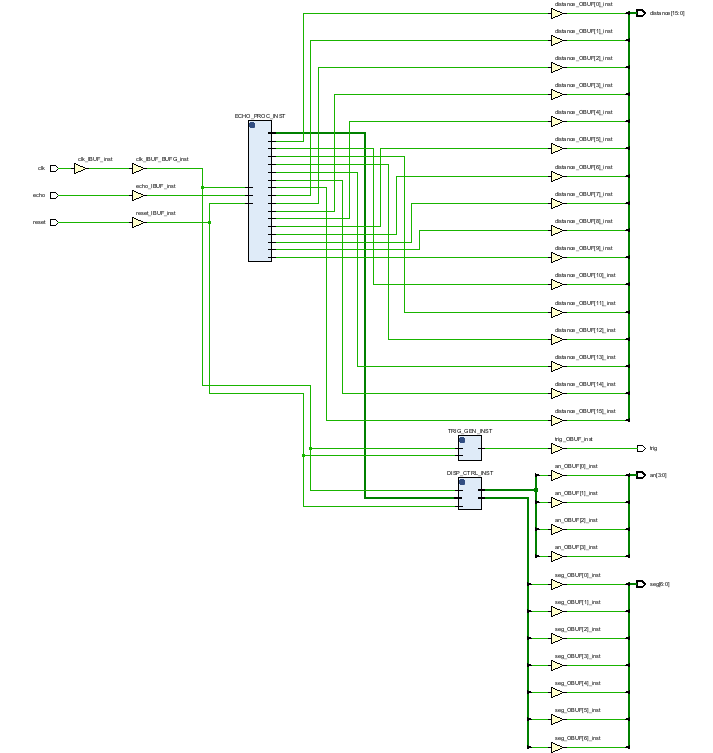 distance_OBUF[0]_inst
distance[15:0]
distance_OBUF[1]_inst
distance_OBUF[2]_inst
distance_OBUF[3]_inst
ECHO_PROC_INST
distance_OBUF[4]_inst
distance_OBUF[5]_inst
clk_IBUF_inst
clk_IBUF_BUFG_inst
clk
distance_OBUF[6]_inst
echo_IBUF_inst
echo
distance_OBUF[7]_inst
reset_IBUF_inst
reset
distance_OBUF[8]_inst
distance_OBUF[9]_inst
distance_OBUF[10]_inst
distance_OBUF[11]_inst
distance_OBUF[12]_inst
distance_OBUF[13]_inst
distance_OBUF[14]_inst
distance_OBUF[15]_inst
TRIG_GEN_INST
trig_OBUF_inst
trig
an_OBUF[0]_inst
DISP_CTRL_INST
an[3:0]
an_OBUF[1]_inst
an_OBUF[2]_inst
an_OBUF[3]_inst
seg_OBUF[0]_inst
seg[6:0]
seg_OBUF[1]_inst
seg_OBUF[2]_inst
seg_OBUF[3]_inst
seg_OBUF[4]_inst
seg_OBUF[5]_inst
seg_OBUF[6]_inst